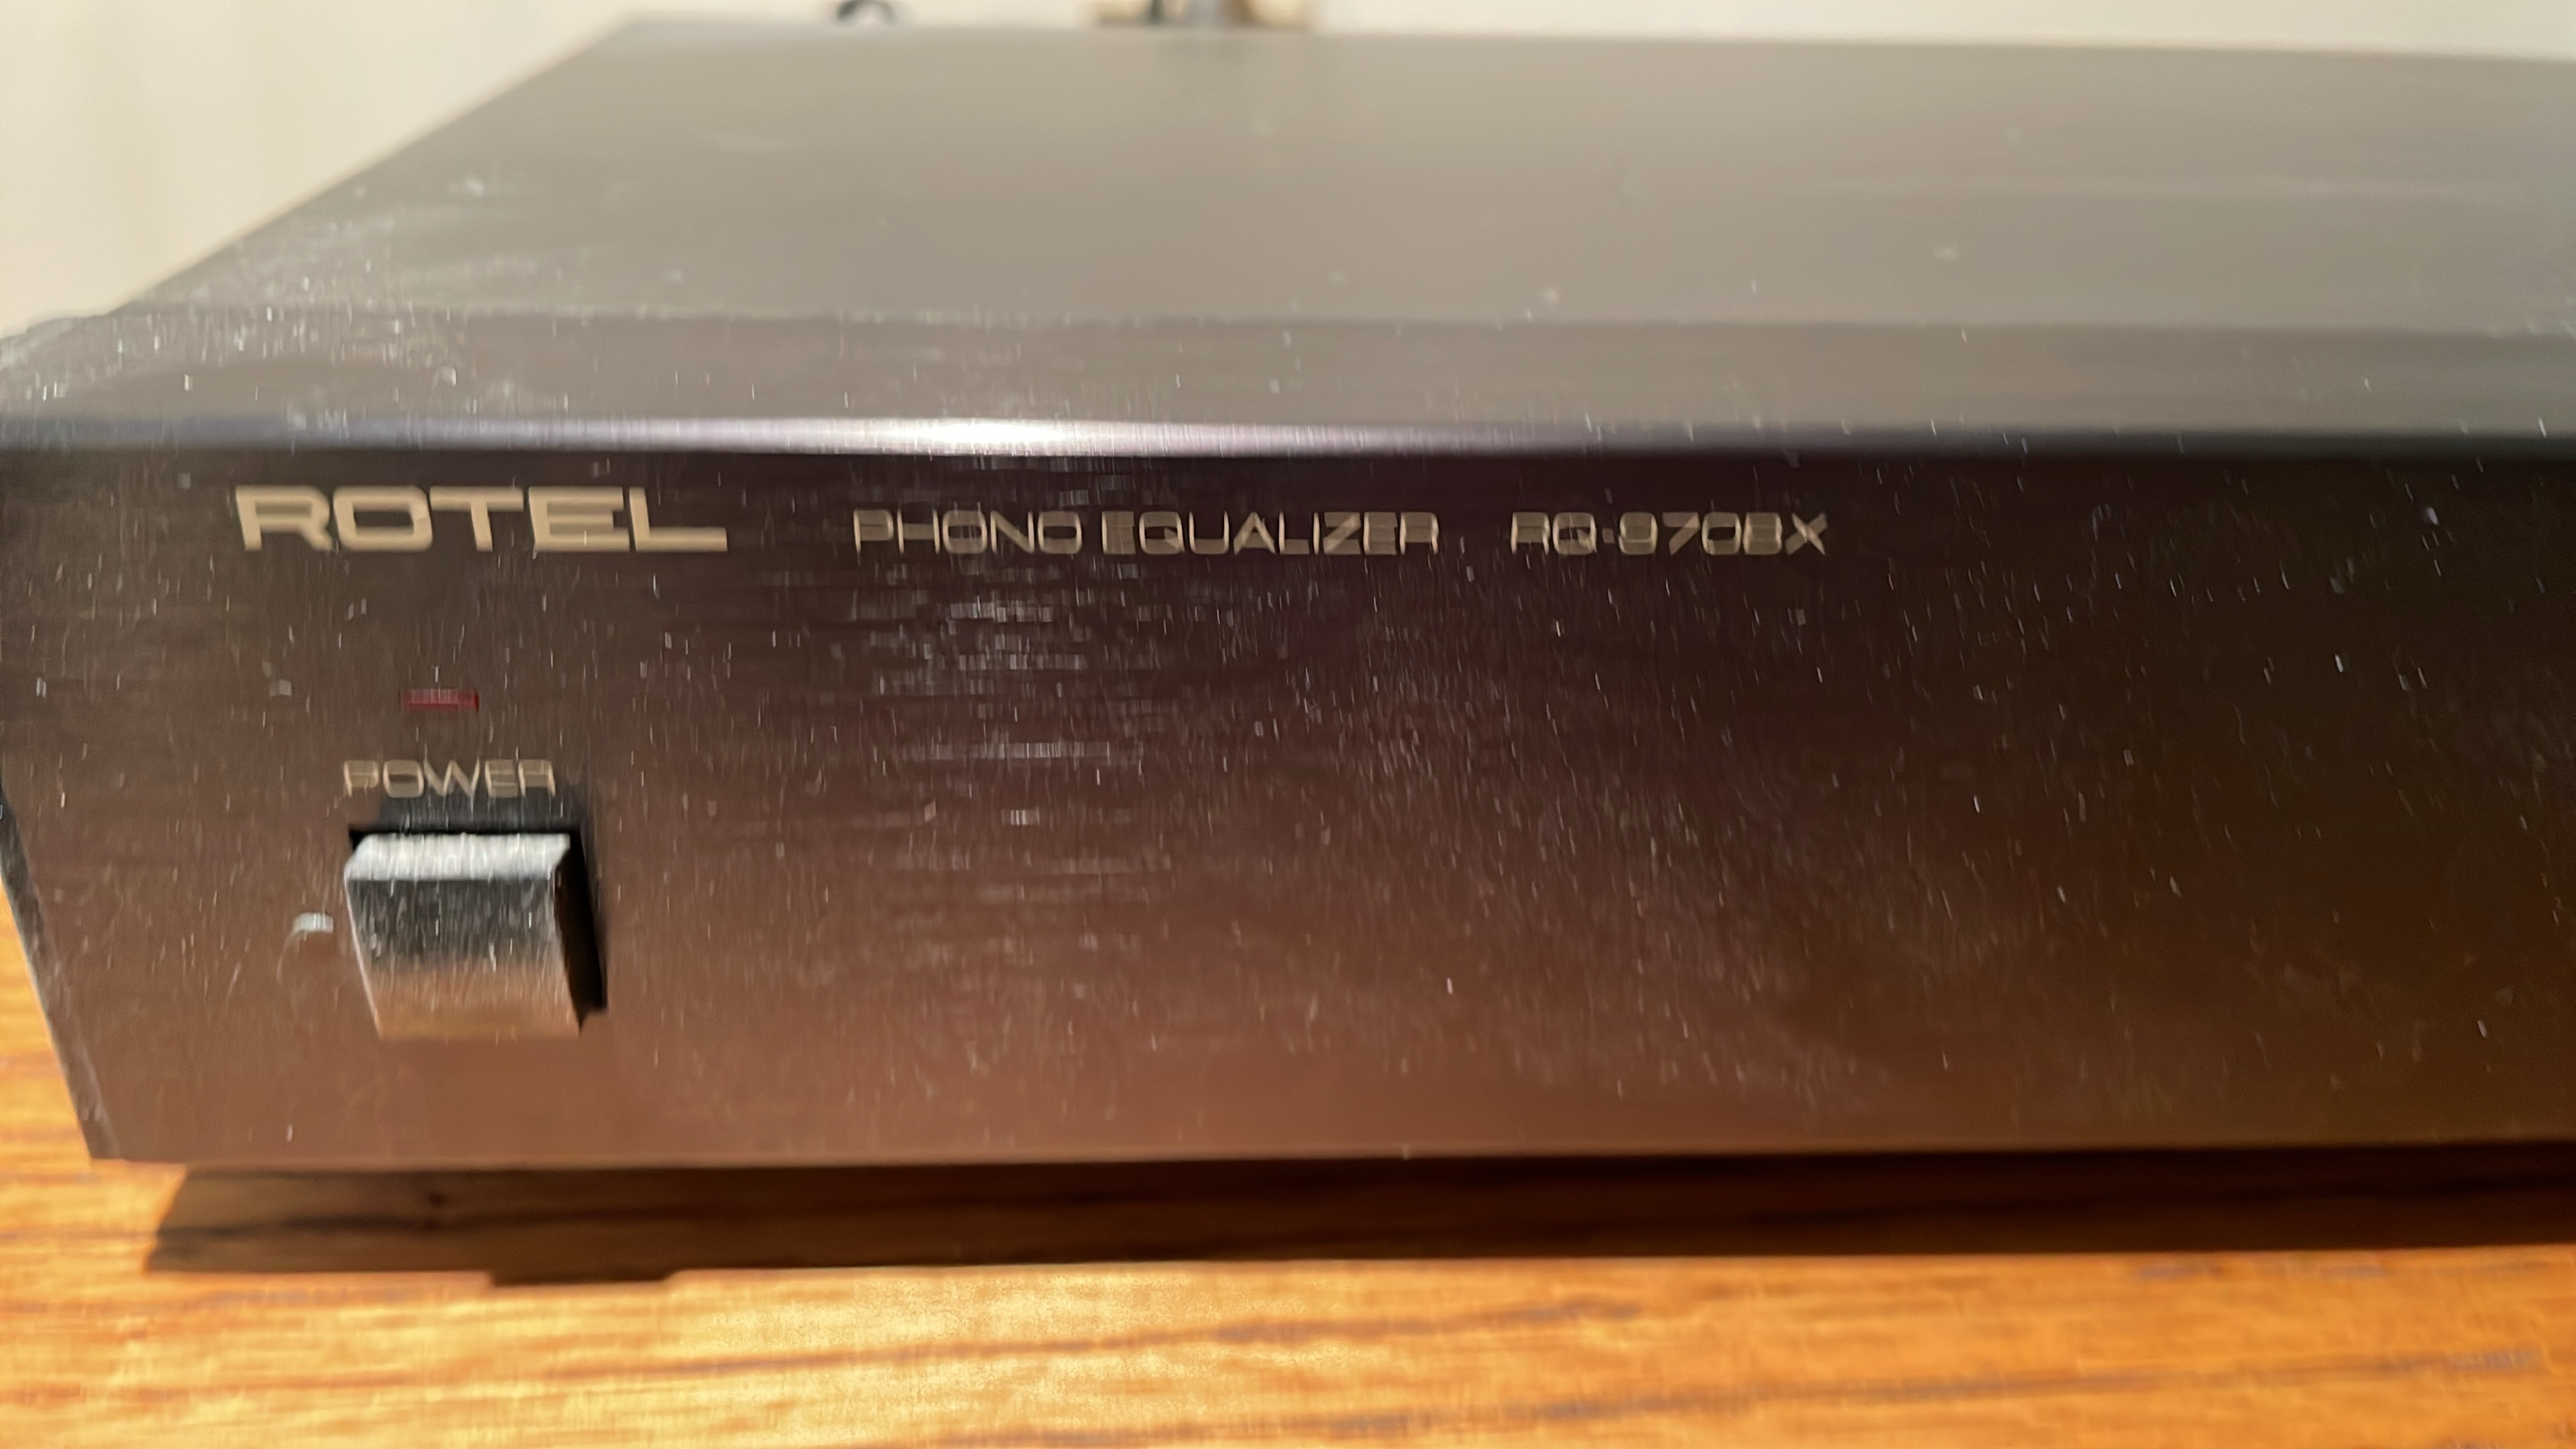 ROTEL PHONO EQUALIZER RQ-970BX
POWER